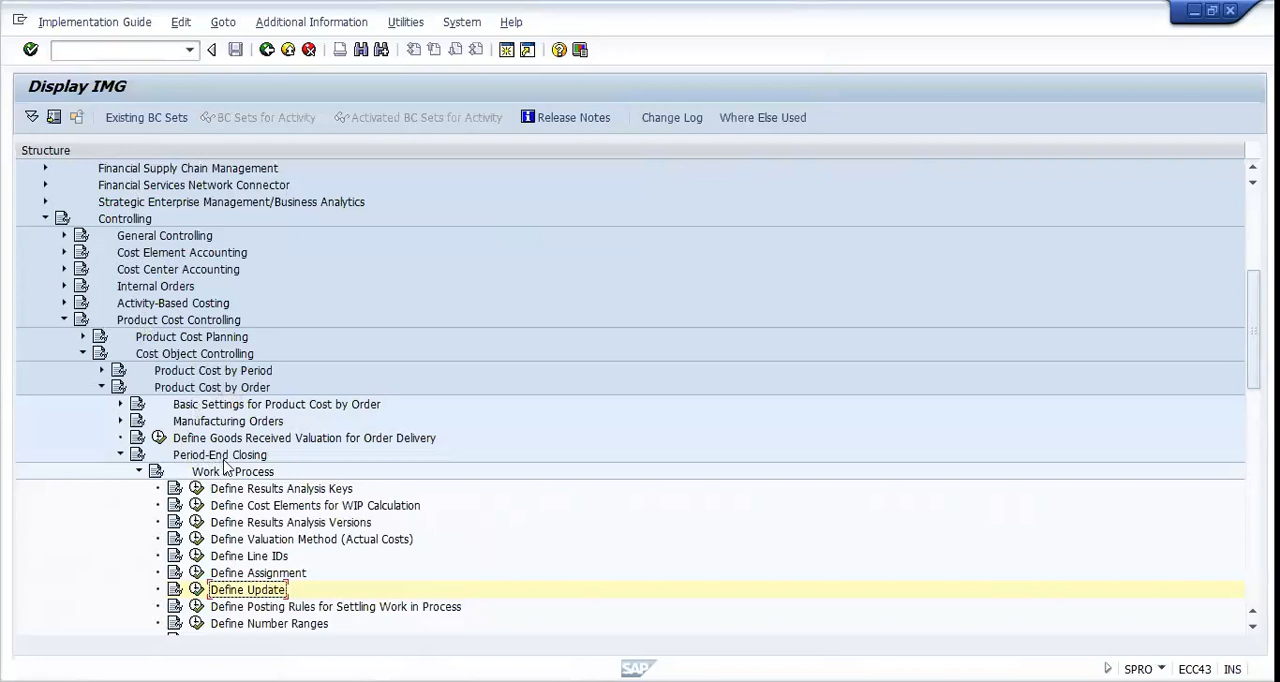 Implementation Guide Edit Goto Additional Information Utilities System Help
Display IMG
Existing BC Sets BC Sets for Activity Activated BC Sets for Activity Release Notes Change Log Where Else Used
Structure
Financial Supply Chain Management
Financial Services Network Connector
Strategic Enterprise Management/Business Analytics
Controlling
General Controlling
Cost Element Accounting
Cost Center Accounting
Internal Orders
Activity-Based Costing
Product Cost Controlling
Product Cost Planning
Cost Object Controlling
Product Cost by Period
Product Cost by Order
Basic Settings for Product Cost by Order
Manufacturing Orders
Define Goods Received Valuation for Order Delivery
Period-End Closing
Work in Process
Define Results Analysis Keys
Define Cost Elements for WIP Calculation
Define Results Analysis Versions
Define Valuation Method (Actual Costs)
Define Line IDs
Define Assignment
Define Update
Define Posting Rules for Settling Work in Process
Define Number Ranges
SAP SPRO ECC43 INS